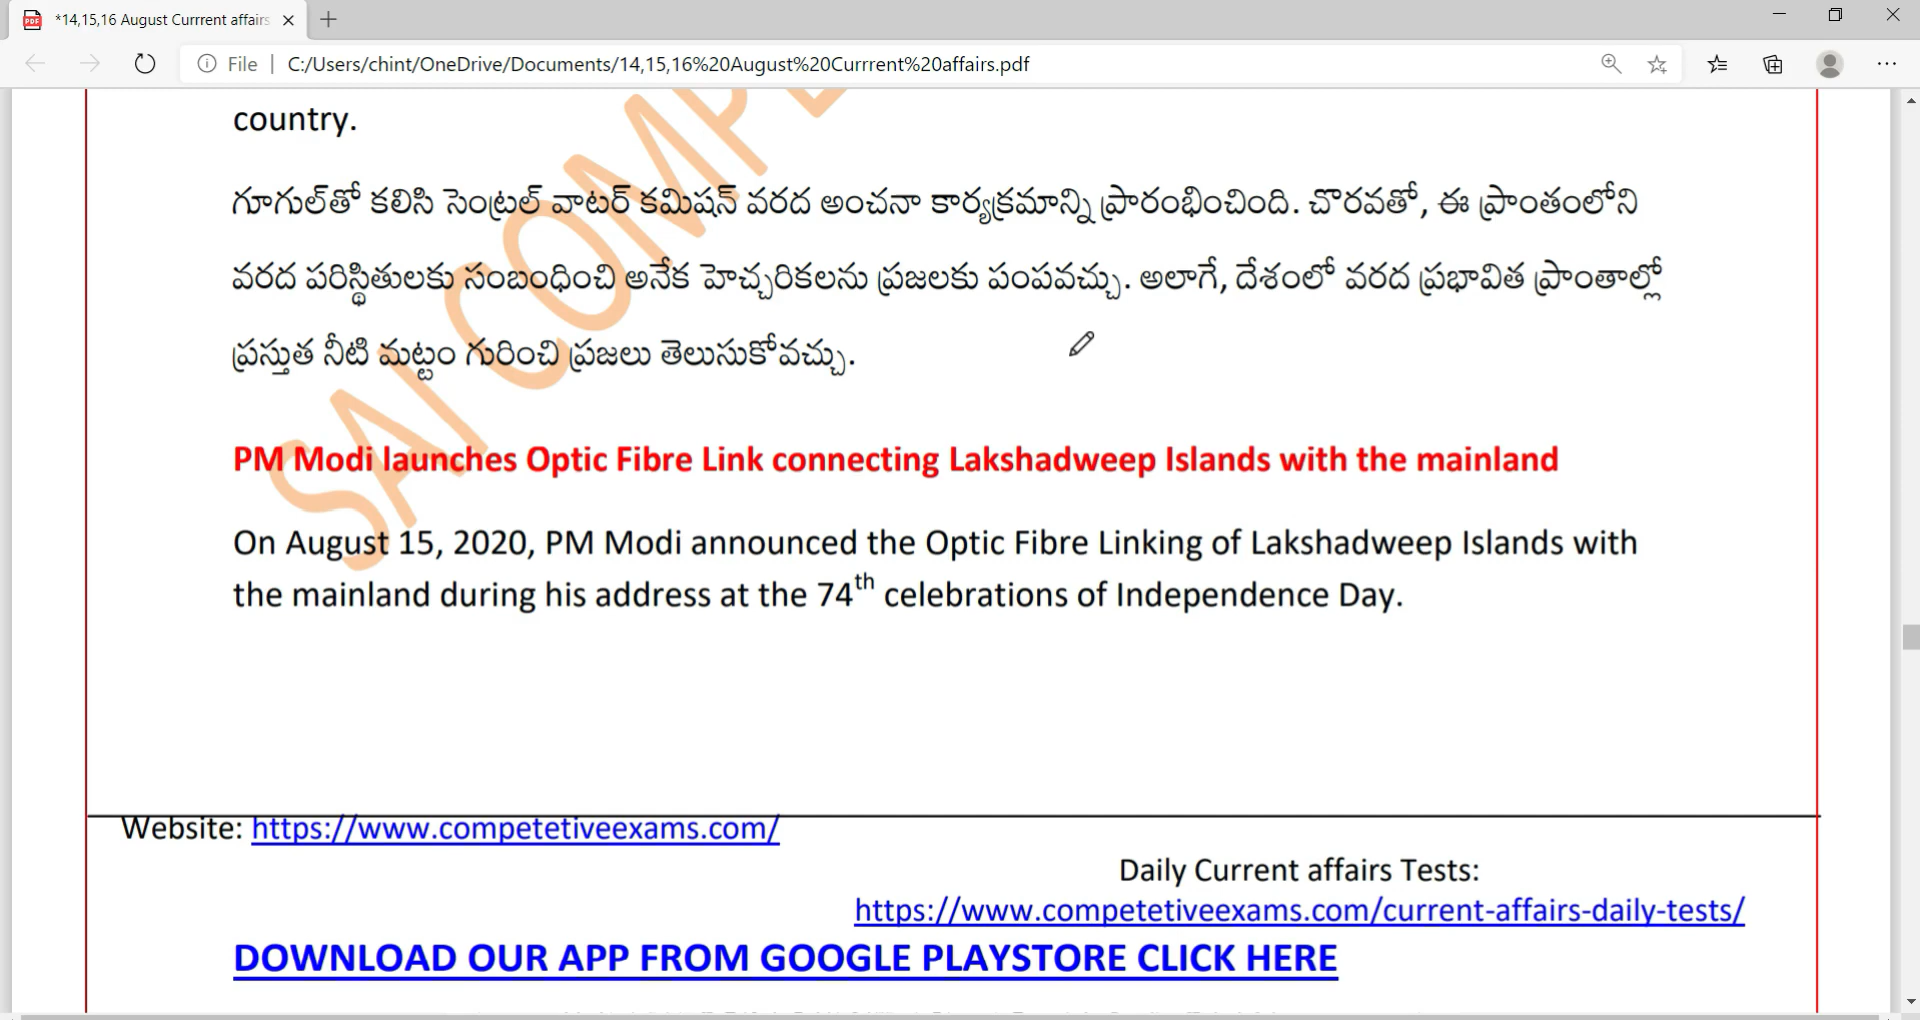 *14,15,16 August Currrent affairs
File | C:/Users/chint/OneDrive/Documents/14,15,16%20August%20Currrent%20affairs.pdf
country.
గూగుల్‌తో కలిసి సెంట్రల్ వాటర్ కమిషన్ వరద అంచనా కార్యక్రమాన్ని ప్రారంభించింది. చొరవతో, ఈ ప్రాంతంలోని
వరద పరిస్థితులకు సంబంధించి అనేక హెచ్చరికలను ప్రజలకు పంపవచ్చు. అలాగే, దేశంలో వరద ప్రభావిత ప్రాంతాల్లో
ప్రస్తుత నీటి మట్టం గురించి ప్రజలు తెలుసుకోవచ్చు.
SAI COMPE
PM Modi launches Optic Fibre Link connecting Lakshadweep Islands with the mainland
On August 15, 2020, PM Modi announced the Optic Fibre Linking of Lakshadweep Islands with
the mainland during his address at the 74th celebrations of Independence Day.
Website: https://www.competetiveexams.com/
Daily Current affairs Tests:
https://www.competetiveexams.com/current-affairs-daily-tests/
DOWNLOAD OUR APP FROM GOOGLE PLAYSTORE CLICK HERE